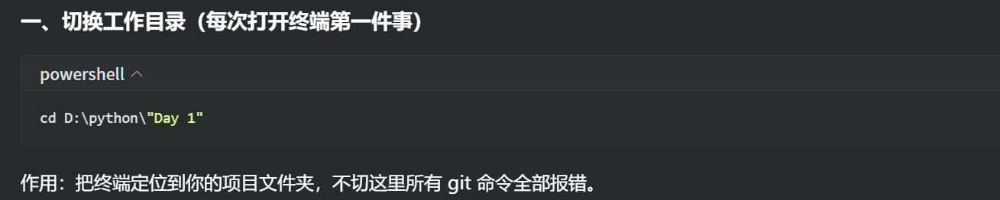 一、切换工作目录（每次打开终端第一件事）
powershell
cd D:\python\"Day 1"
作用：把终端定位到你的项目文件夹，不切这里所有 git 命令全部报错。